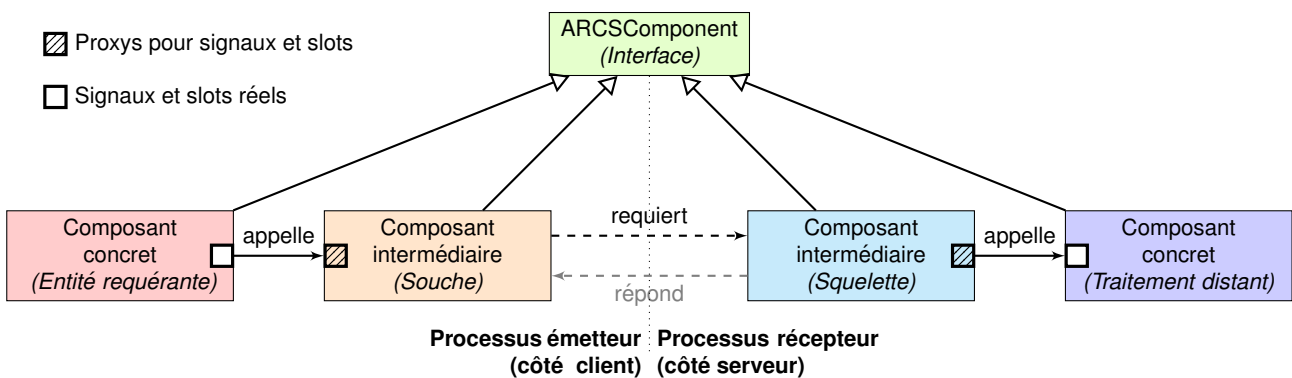 ARCSComponent
(Interface)
Proxys pour signaux et slots
Signaux et slots réels
Composant
concret
(Entité requérante)
appelle
Composant
intermédiaire
(Souche)
requiert
répond
Composant
intermédiaire
(Squelette)
appelle
Composant
concret
(Traitement distant)
Processus émetteur
(côté client)
Processus récepteur
(côté serveur)